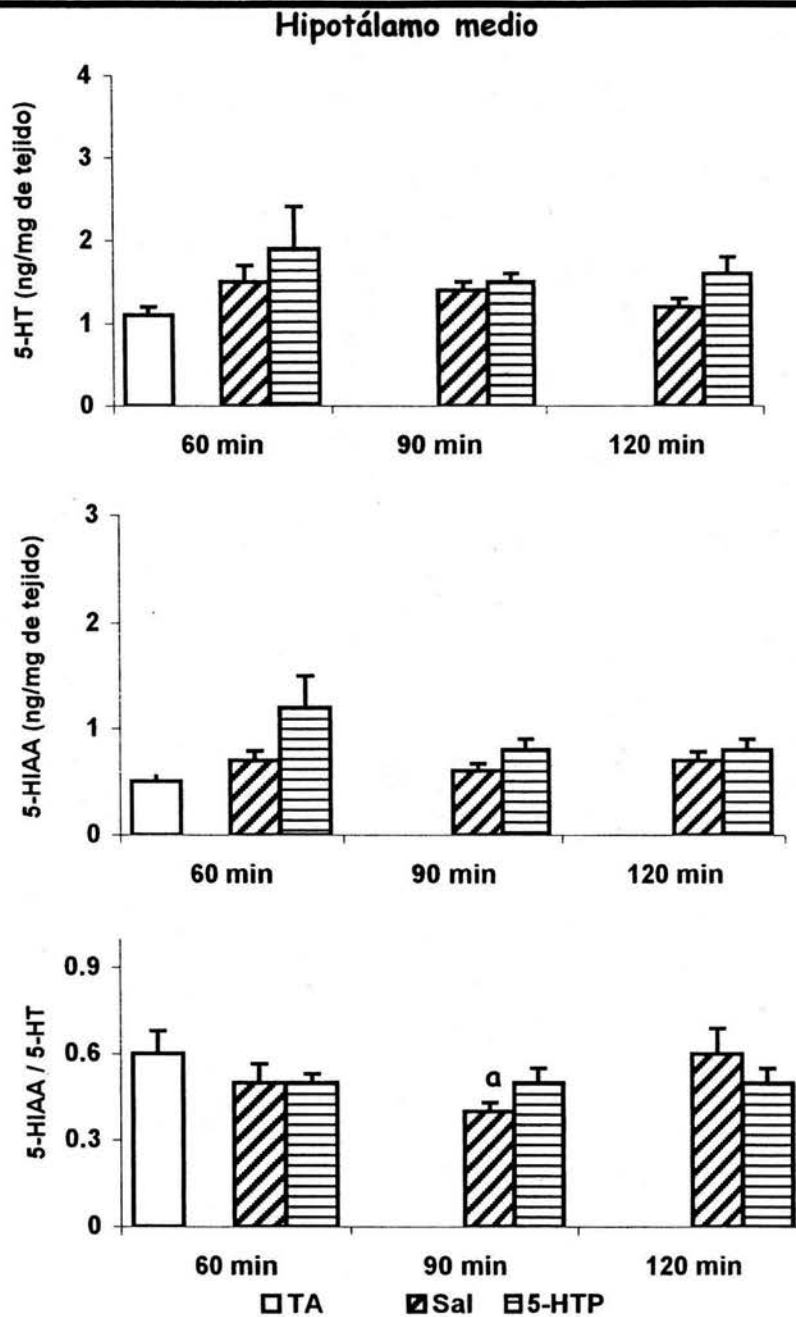 Hipotálamo medio
5-HT (ng/mg de tejido)
4
3
2
1
0
60 min 90 min 120 min
5-HIAA (ng/mg de tejido)
3
2
1
0
60 min 90 min 120 min
5-HIAA / 5-HT
0.9
0.6
0.3
0
a
60 min 90 min 120 min
TA Sal 5-HTP